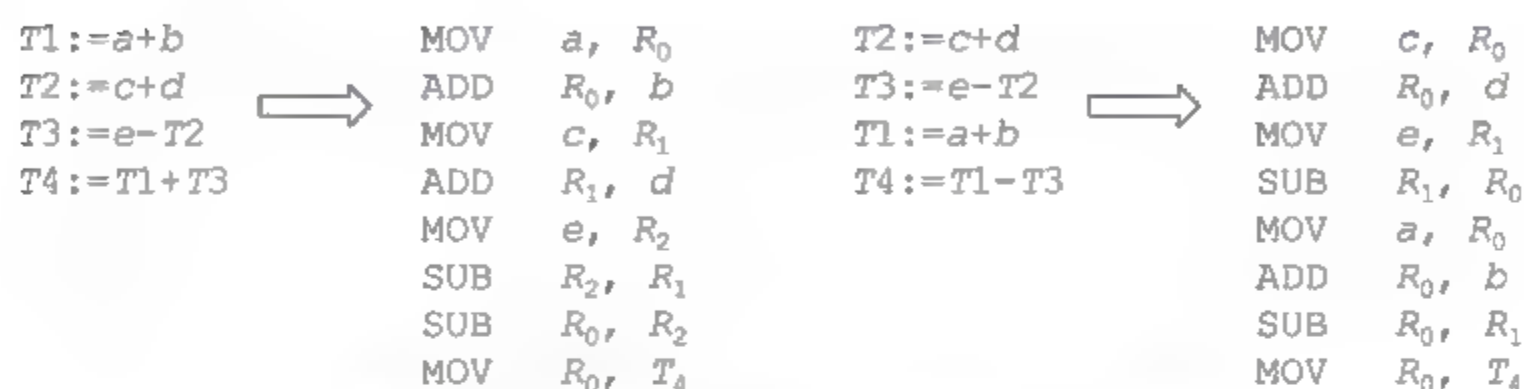 T1:=a+b MOV a, R₀ T2:=c+d MOV c, R₀
T2:=c+d ADD R₀, b T3:=e-T2 ADD R₀, d
T3:=e-T2 MOV c, R₁ T1:=a+b MOV e, R₁
T4:=T1+T3 ADD R₁, d T4:=T1-T3 SUB R₁, R₀
MOV e, R₂ MOV a, R₀
SUB R₂, R₁ ADD R₀, b
SUB R₀, R₂ SUB R₀, R₁
MOV R₀, T₄ MOV R₀, T₄